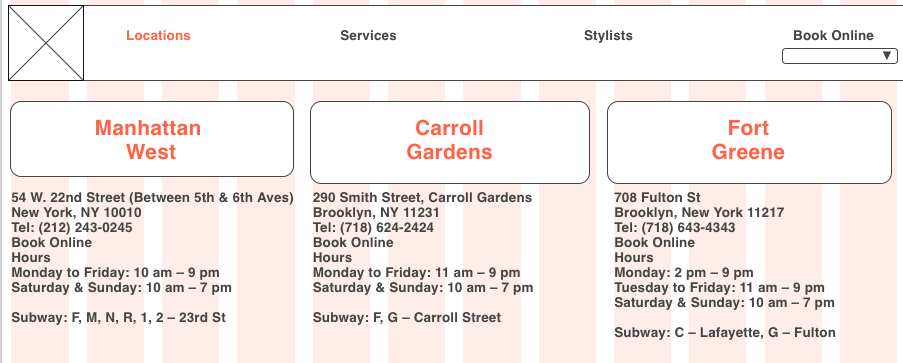 Locations
Services
Stylists
Book Online
Manhattan
West
54 W. 22nd Street (Between 5th & 6th Aves)
New York, NY 10010
Tel: (212) 243-0245
Book Online
Hours
Monday to Friday: 10 am – 9 pm
Saturday & Sunday: 10 am – 7 pm
Subway: F, M, N, R, 1, 2 – 23rd St
Carroll
Gardens
290 Smith Street, Carroll Gardens
Brooklyn, NY 11231
Tel: (718) 624-2424
Book Online
Hours
Monday to Friday: 11 am – 9 pm
Saturday & Sunday: 10 am – 7 pm
Subway: F, G – Carroll Street
Fort
Greene
708 Fulton St
Brooklyn, New York 11217
Tel: (718) 643-4343
Book Online
Hours
Monday: 2 pm – 9 pm
Tuesday to Friday: 11 am – 9 pm
Saturday & Sunday: 10 am – 7 pm
Subway: C – Lafayette, G – Fulton